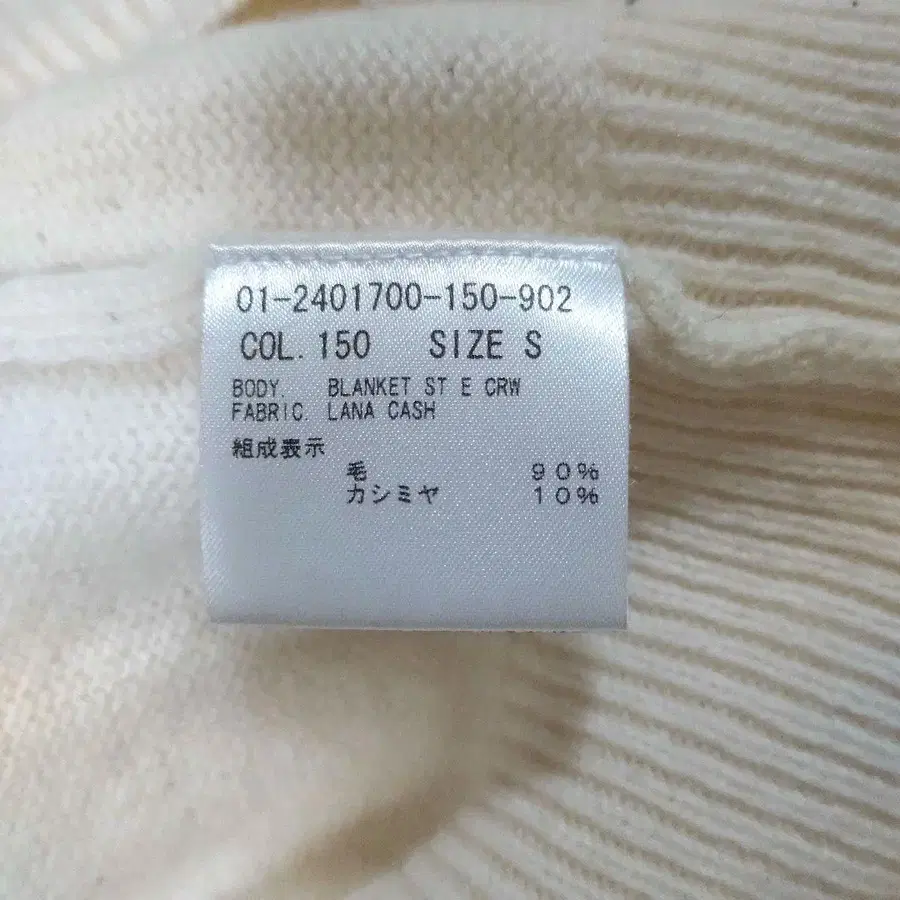 01-2401700-150-902
COL. 150 SIZE S
BODY. BLANKET ST E CRW
FABRIC. LANA CASH
組成表示
毛 90%
カシミヤ 10%